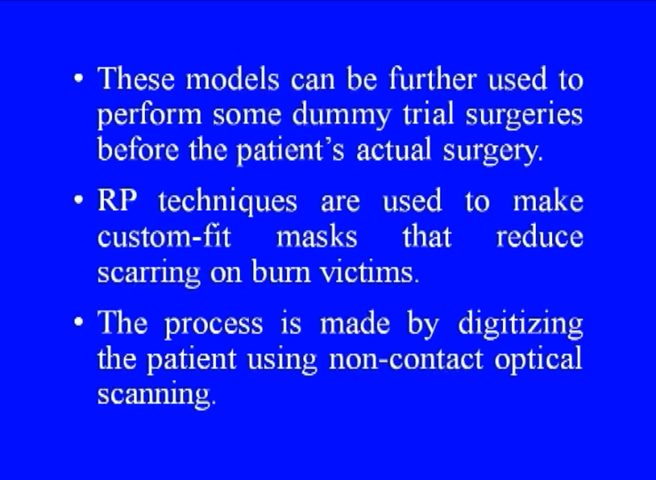 • These models can be further used to
perform some dummy trial surgeries
before the patient's actual surgery.
• RP techniques are used to make
custom-fit masks that reduce
scarring on burn victims.
• The process is made by digitizing
the patient using non-contact optical
scanning.